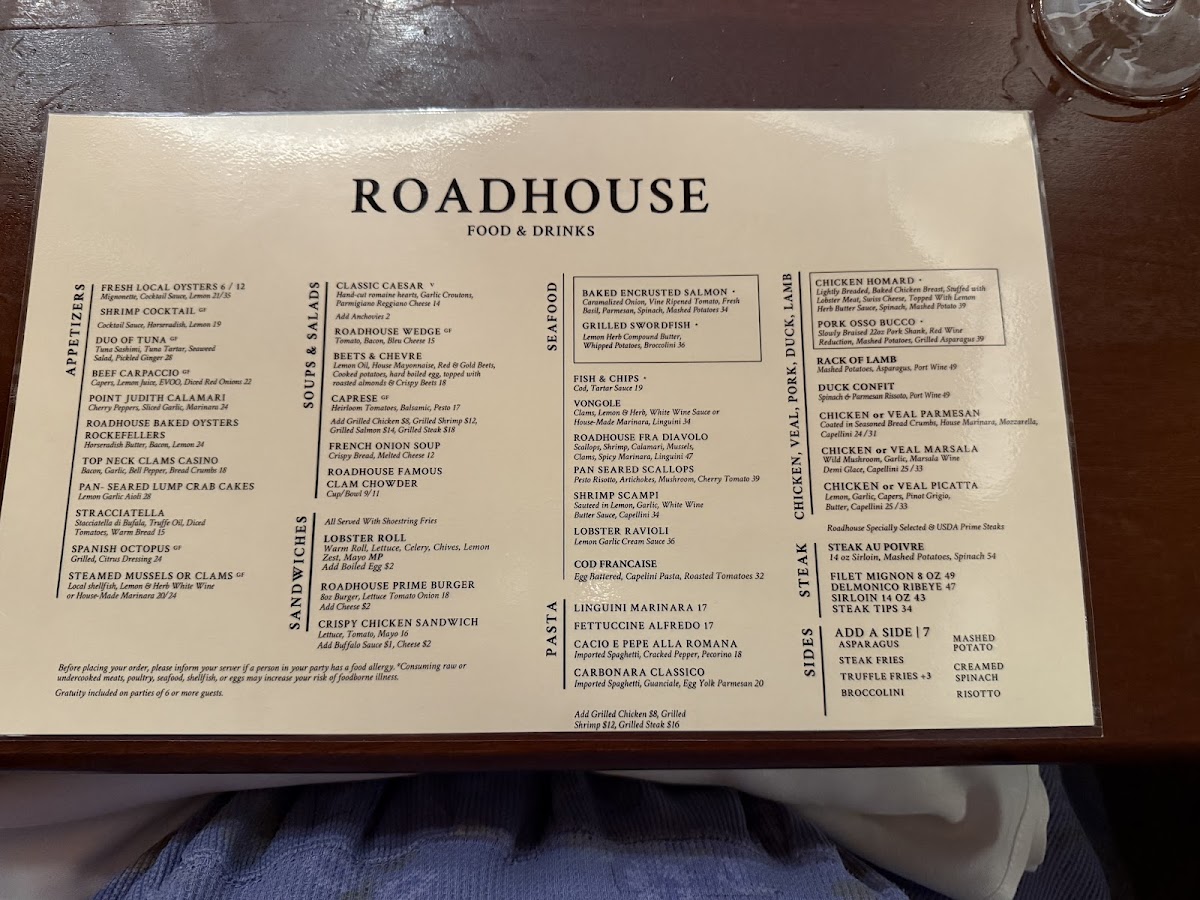 ROADHOUSE
FOOD & DRINKS
APPETIZERS
FRESH LOCAL OYSTERS 6 / 12
Mignonette, Cocktail Sauce, Lemon 21/35
SHRIMP COCKTAIL GF
Cocktail Sauce, Horseradish, Lemon 19
DUO OF TUNA GF
Tuna Sashimi, Tuna Tartar, Seaweed
Salad, Pickled Ginger 28
BEEF CARPACCIO GF
Capers, Lemon Juice, EVOO, Diced Red Onions 22
POINT JUDITH CALAMARI
Cherry Peppers, Sliced Garlic, Marinara 24
ROADHOUSE BAKED OYSTERS
ROCKEFELLERS
Horseradish Butter, Bacon, Lemon 24
TOP NECK CLAMS CASINO
Bacon, Garlic, Bell Pepper, Bread Crumbs 18
PAN- SEARED LUMP CRAB CAKES
Lemon Garlic Aioli 28
STRACCIATELLA
Stacciatella di Bufala, Truffe Oil, Diced
Tomatoes, Warm Bread 15
SPANISH OCTOPUS GF
Grilled, Citrus Dressing 24
STEAMED MUSSELS OR CLAMS GF
Local shellfish, Lemon & Herb White Wine
or House-Made Marinara 20/24
SOUPS & SALADS
CLASSIC CAESAR V
Hand-cut romaine hearts, Garlic Croutons,
Parmigiana Reggiano Cheese 14
Add Anchovies 2
ROADHOUSE WEDGE GF
Tomato, Bacon, Bleu Cheese 15
BEETS & CHEVRE
Lemon Oil, House Mayonnaise, Red & Gold Beets,
Cooked potatoes, hard boiled egg, topped with
roasted almonds & Crispy Beets 18
CAPRESE GF
Heirloom Tomatoes, Balsamic, Pesto 17
Add Grilled Chicken $8, Grilled Shrimp $12,
Grilled Salmon $14, Grilled Steak $18
FRENCH ONION SOUP
Crispy Bread, Melted Cheese 12
ROADHOUSE FAMOUS
CLAM CHOWDER
Cup/Bowl 9/11
SANDWICHES
All Served With Shoestring Fries
LOBSTER ROLL
Warm Roll, Lettuce, Celery, Chives, Lemon
Zest, Mayo MP
Add Boiled Egg $2
ROADHOUSE PRIME BURGER
8oz Burger, Lettuce Tomato Onion 18
Add Cheese $2
CRISPY CHICKEN SANDWICH
Lettuce, Tomato, Mayo 16
Add Buffalo Sauce $1, Cheese $2
SEAFOOD
BAKED ENCRUSTED SALMON •
Caramalized Onion, Vine Ripened Tomato, Fresh
Basil, Parmesan, Spinach, Mashed Potatoes 34
GRILLED SWORDFISH •
Lemon Herb Compound Butter,
Whipped Potatoes, Broccolini 36
FISH & CHIPS •
Cod, Tartar Sauce 19
VONGOLE
Clams, Lemon & Herb, White Wine Sauce or
House-Made Marinara, Linguini 34
ROADHOUSE FRA DIAVOLO
Scallops, Shrimp, Calamari, Mussels,
Clams, Spicy Marinara, Linguini 47
PAN SEARED SCALLOPS
Pesto Risotto, Artichokes, Mushroom, Cherry Tomato 39
SHRIMP SCAMPI
Sauteed in Lemon, Garlic, White Wine
Butter Sauce, Capellini 34
LOBSTER RAVIOLI
Lemon Garlic Cream Sauce 36
COD FRANCAISE
Egg Battered, Capelini Pasta, Roasted Tomatoes 32
PASTA
LINGUINI MARINARA 17
FETTUCCINE ALFREDO 17
CACIO E PEPE ALLA ROMANA
Imported Spaghetti, Cracked Pepper, Pecorino 18
CARBONARA CLASSICO
Imported Spaghetti, Guanciale, Egg Yolk Parmesan 20
Add Grilled Chicken $8, Grilled
Shrimp $12, Grilled Steak $16
CHICKEN, VEAL, PORK, DUCK, LAMB
CHICKEN HOMARD •
Lightly Breaded, Baked Chicken Breast, Stuffed with
Lobster Meat, Swiss Cheese, Topped With Lemon
Herb Butter Sauce, Spinach, Mashed Potato 39
PORK OSSO BUCCO •
Slowly Bruised 22oz Pork Shank, Red Wine
Reduction, Mashed Potatoes, Grilled Asparagus 39
RACK OF LAMB
Mashed Potatoes, Asparagus, Port Wine 49
DUCK CONFIT
Spinach & Parmesan Rissoto, Port Wine 49
CHICKEN or VEAL PARMESAN
Coated in Seasoned Bread Crumbs, House Marinara, Mozzarella,
Capellini 24 / 31
CHICKEN or VEAL MARSALA
Wild Mushroom, Garlic, Marsala Wine
Demi Glace, Capellini 25 / 33
CHICKEN or VEAL PICATTA
Lemon, Garlic, Capers, Pinot Grigio,
Butter, Capellini 25 / 33
Roadhouse Specially Selected & USDA Prime Steaks
STEAK
STEAK AU POIVRE
14 oz Sirloin, Mashed Potatoes, Spinach 54
FILET MIGNON 8 OZ 49
DELMONICO RIBEYE 47
SIRLOIN 14 OZ 43
STEAK TIPS 34
SIDES
ADD A SIDE | 7
ASPARAGUS
STEAK FRIES
TRUFFLE FRIES +3
BROCCOLINI
MASHED
POTATO
CREAMED
SPINACH
RISOTTO
Before placing your order, please inform your server if a person in your party has a food allergy. *Consuming raw or
undercooked meats, poultry, seafood, shellfish, or eggs may increase your risk of foodborne illness.
Gratuity included on parties of 6 or more guests.